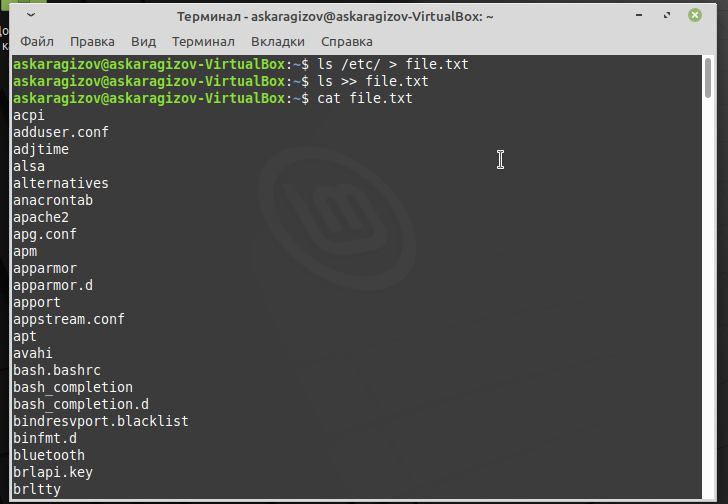 Терминал - askaragizov@askaragizov-VirtualBox: ~
Файл Правка Вид Терминал Вкладки Справка
askaragizov@askaragizov-VirtualBox:~$ ls /etc/ > file.txt
askaragizov@askaragizov-VirtualBox:~$ ls >> file.txt
askaragizov@askaragizov-VirtualBox:~$ cat file.txt
acpi
adduser.conf
adjtime
alsa
alternatives
anacrontab
apache2
apg.conf
apm
apparmor
apparmor.d
apport
appstream.conf
apt
avahi
bash.bashrc
bash_completion
bash_completion.d
bindresvport.blacklist
binfmt.d
bluetooth
brlapi.key
brltty